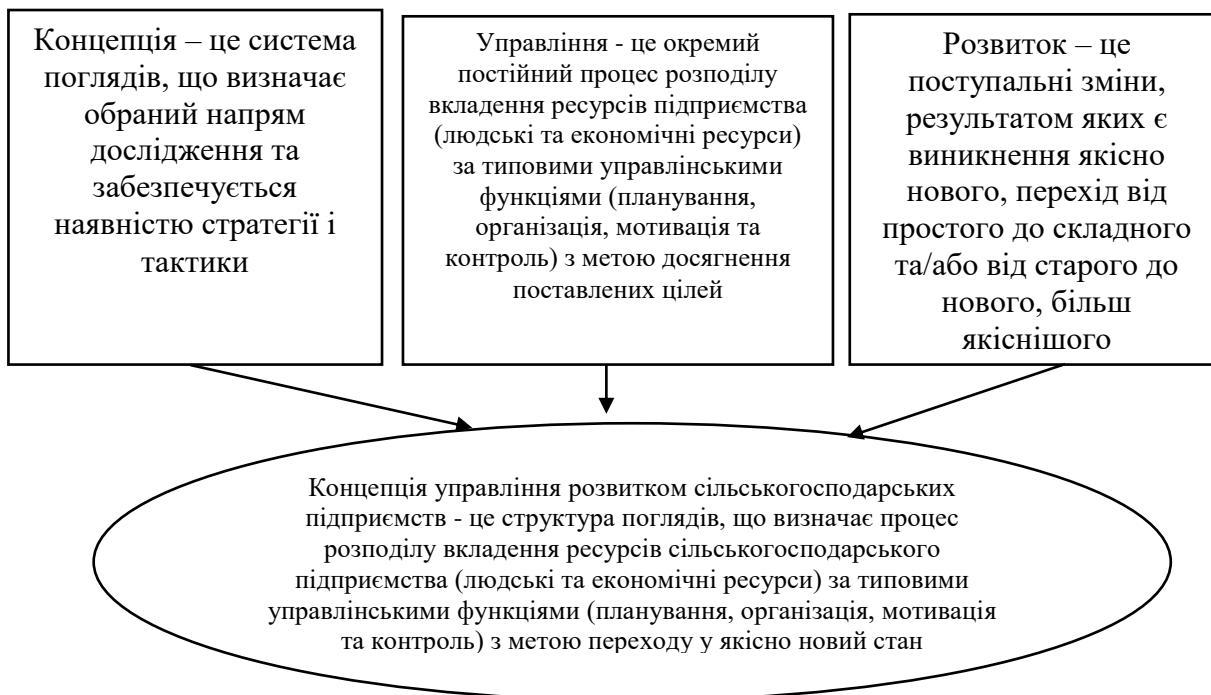 Концепція – це система
поглядів, що визначає
обраний напрям
дослідження та
забезпечується
наявністю стратегії і
тактики
Управління - це окремий
постійний процес розподілу
вкладення ресурсів підприємства
(людські та економічні ресурси)
за типовими управлінськими
функціями (планування,
організація, мотивація та
контроль) з метою досягнення
поставлених цілей
Розвиток – це
поступальні зміни,
результатом яких є
виникнення якісно
нового, перехід від
простого до складного
та/або від старого до
нового, більш
якіснішого
Концепція управління розвитком сільськогосподарських
підприємств - це структура поглядів, що визначає процес
розподілу вкладення ресурсів сільськогосподарського
підприємства (людські та економічні ресурси) за типовими
управлінськими функціями (планування, організація, мотивація
та контроль) з метою переходу у якісно новий стан